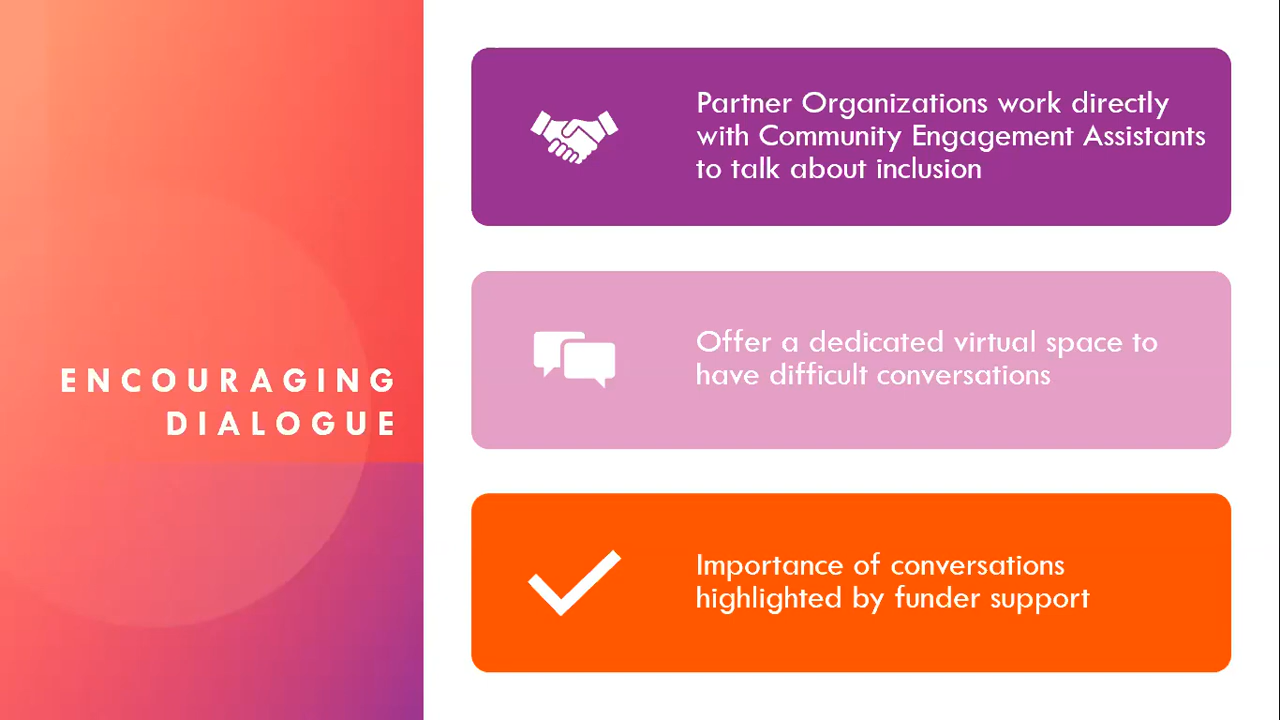 ENCOURAGING
DIALOGUE
Partner Organizations work directly
with Community Engagement Assistants
to talk about inclusion
Offer a dedicated virtual space to
have difficult conversations
Importance of conversations
highlighted by funder support